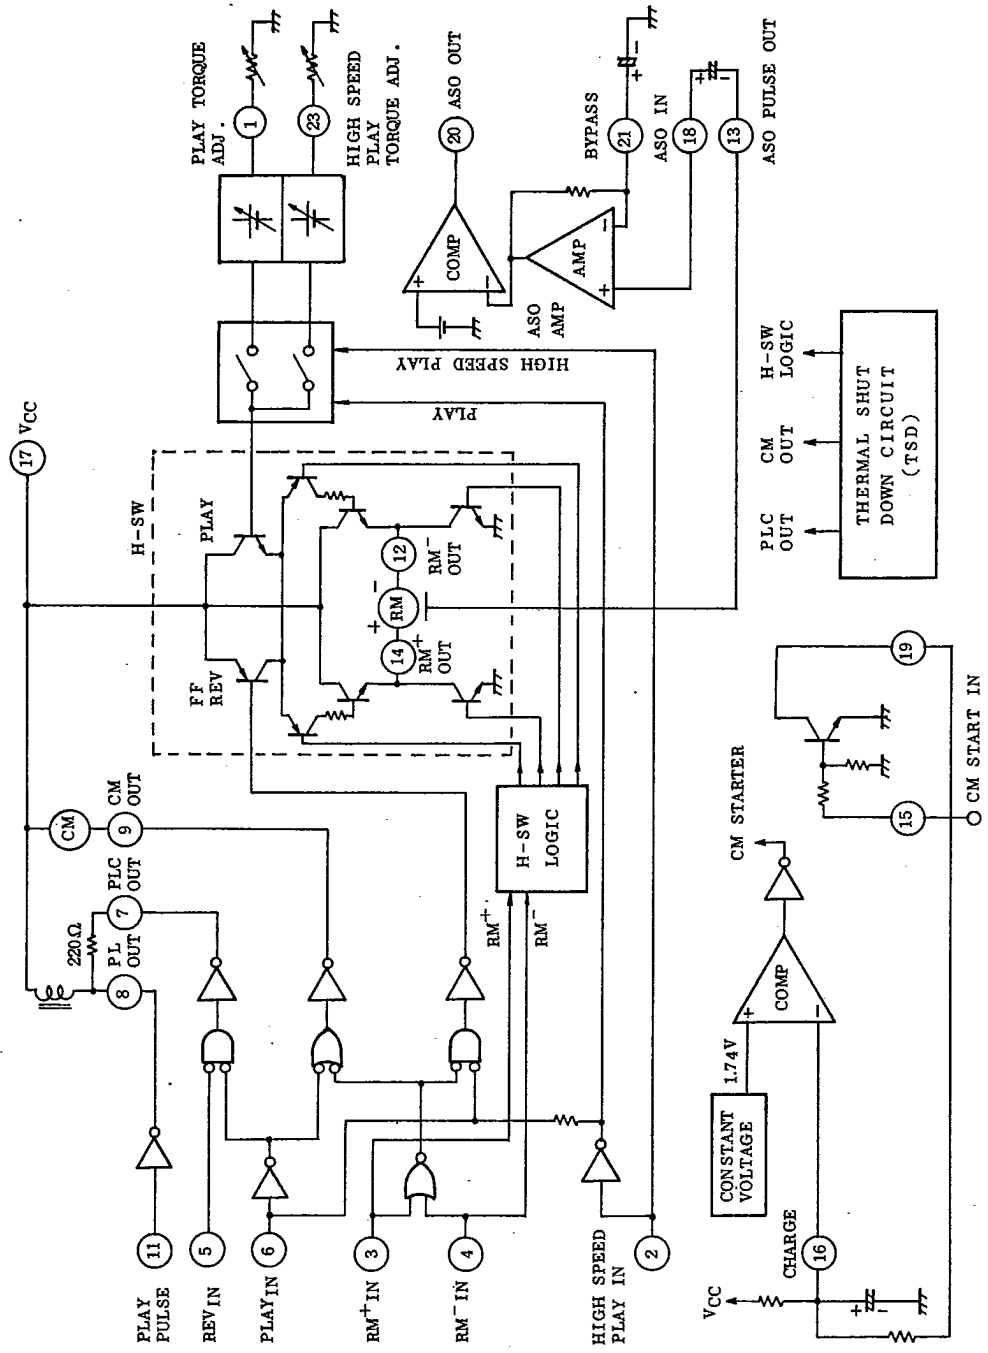 PLAY TORQUE
ADJ.
1
23
HIGH SPEED
PLAY
TORQUE ADJ.
20
ASO OUT
BYPASS
21
+
-
ASO IN
18
+
-
13
ASO PULSE OUT
COMP
+
-
ASO
AMP
AMP
-
+
PLAY
HIGH SPEED PLAY
17
VCC
H-SW
PLAY
FF
REV
12
RM- OUT
-
RM
+
14
RM+ OUT
H-SW
LOGIC
RM+
RM-
CM
9
CM
OUT
220Ω
7
PLC
OUT
8
PL
OUT
11
PLAY
PULSE
5
REVIN
6
PLAYIN
3
RM+ IN
4
RM- IN
HIGH SPEED
PLAY IN
2
PLC
OUT
CM
OUT
H-SW
LOGIC
THERMAL SHUT
DOWN CIRCUIT
(TSD)
CONSTANT
VOLTAGE
1.74V
+
-
COMP
CM STARTER
VCC
CHARGE
16
+
-
15
19
CM START IN